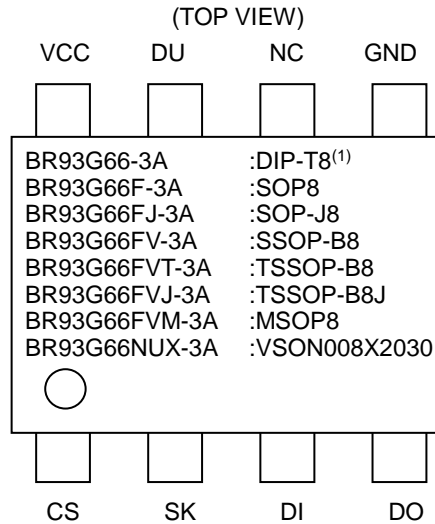 (TOP VIEW)
VCC DU NC GND
BR93G66-3A :DIP-T8(1)
BR93G66F-3A :SOP8
BR93G66FJ-3A :SOP-J8
BR93G66FV-3A :SSOP-B8
BR93G66FVT-3A :TSSOP-B8
BR93G66FVJ-3A :TSSOP-B8J
BR93G66FVM-3A :MSOP8
BR93G66NUX-3A :VSON008X2030
CS SK DI DO